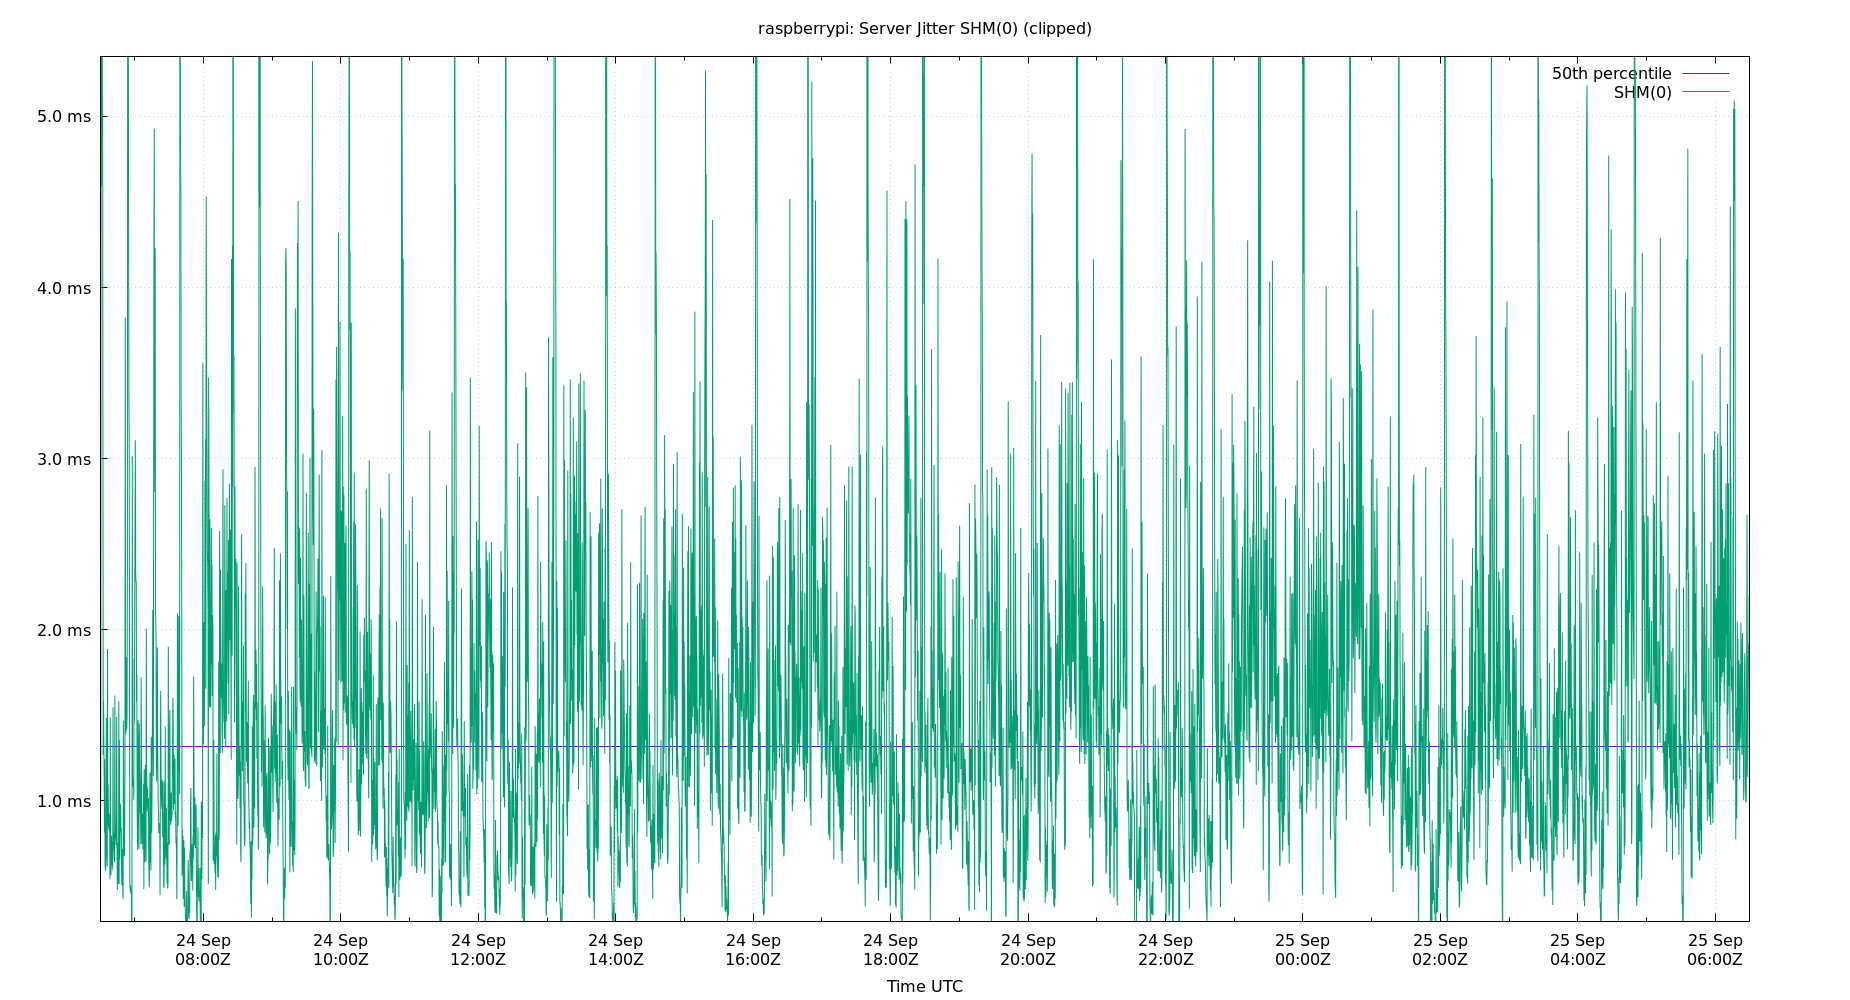 raspberrypi: Server Jitter SHM(0) (clipped)
50th percentile
SHM(0)
5.0 ms
4.0 ms
3.0 ms
2.0 ms
1.0 ms
24 Sep 24 Sep 24 Sep 24 Sep 24 Sep 24 Sep 24 Sep 24 Sep 25 Sep 25 Sep 25 Sep 25 Sep
08:00Z 10:00Z 12:00Z 14:00Z 16:00Z 18:00Z 20:00Z 22:00Z 00:00Z 02:00Z 04:00Z 06:00Z
Time UTC